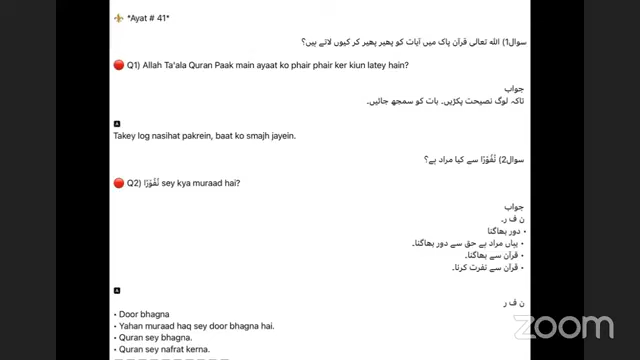 ⚜️ *Ayat # 41*
سوال1) اللہ تعالی قرآن پاک میں آیات کو پھیر پھیر کر کیوں لاتے ہیں؟
🔴 Q1) Allah Ta'ala Quran Paak main ayaat ko phair phair ker kiun latey hain?
جواب
تاکہ لوگ نصیحت پکڑیں۔ بات کو سمجھ جائیں۔
🅰
Takey log nasihat pakrein, baat ko smajh jayein.
سوال2) نُفُوْرًا سے کیا مراد ہے؟
🔴 Q2) نُفُوْرًا sey kya muraad hai?
جواب
ن ف ر۔
• دور بھاگنا
• یہاں مراد ہے حق سے دور بھاگنا۔
• قرآن سے بھاگنا۔
• قرآن سے نفرت کرنا۔
🅰
ن ف ر
• Door bhagna
• Yahan muraad haq sey door bhagna hai.
• Quran sey bhagna.
• Quran sey nafrat kerna.
zoom